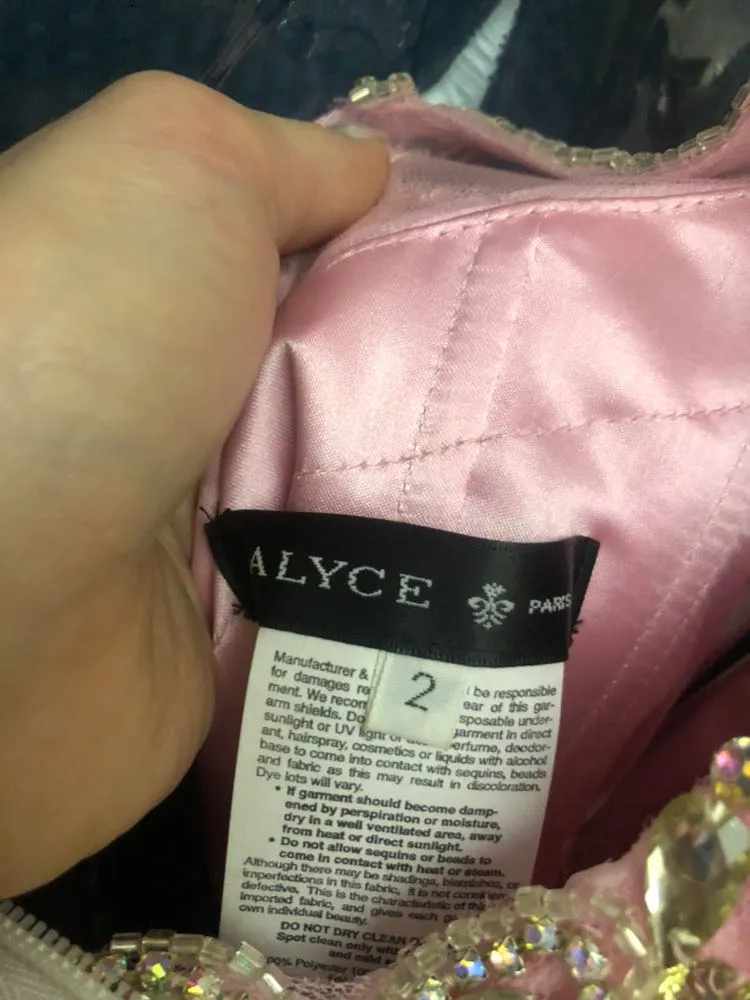 ALYCE PARIS
2
Manufacturer &
for damages be responsible
ment. We ear of this gar-
arm shields. Do sposable under-
sunlight or UV light garment in direct
ant, hairspray, cosmetics or liquids with alcohol
base to come into contact with sequins, beads
and fabric as this may result in discoloration.
Dye lots will vary.
• If garment should become damp-
ened by perspiration or moisture,
dry in a well ventilated area, away
from heat or direct sunlight.
• Do not allow sequins or beads to
come in contact with heat or steam.
Although there may be shadings, blemishes, or
imperfections in this fabric, it is not
defective. This is the characteristic of this
imported fabric, and gives each
own individual beauty.
DO NOT DRY CLEAN
Spot clean only with
and mild
Polyester